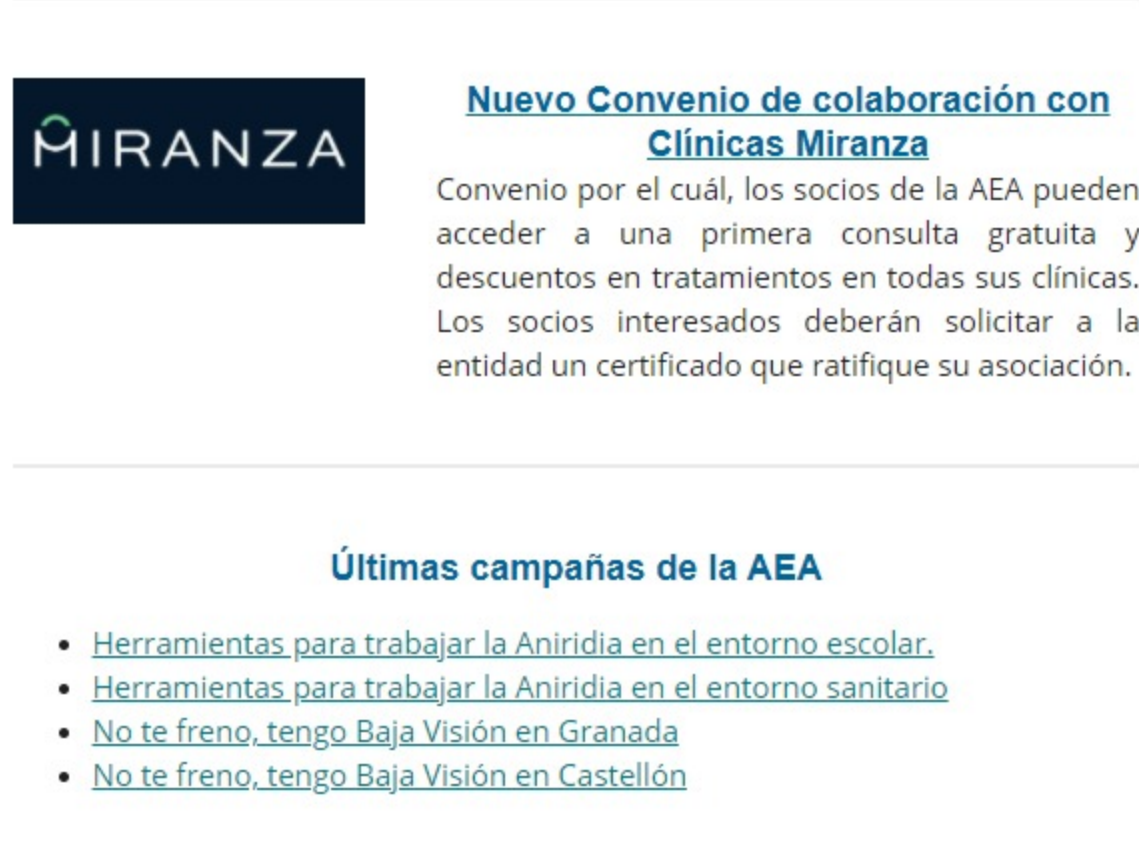 MIRANZA
Nuevo Convenio de colaboración con
Clínicas Miranza
Convenio por el cuál, los socios de la AEA pueden
acceder a una primera consulta gratuita y
descuentos en tratamientos en todas sus clínicas.
Los socios interesados deberán solicitar a la
entidad un certificado que ratifique su asociación.
Últimas campañas de la AEA
• Herramientas para trabajar la Aniridia en el entorno escolar.
• Herramientas para trabajar la Aniridia en el entorno sanitario
• No te freno, tengo Baja Visión en Granada
• No te freno, tengo Baja Visión en Castellón